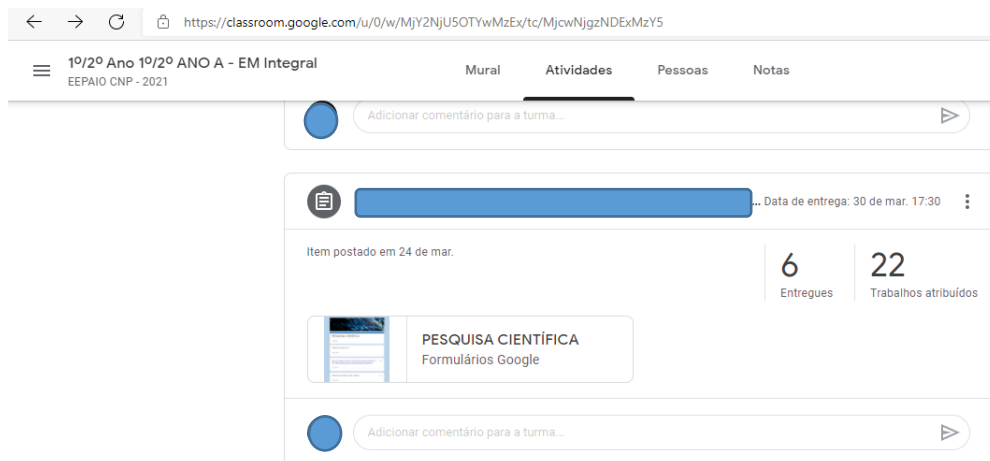 https://classroom.google.com/u/0/w/MjY2NjU5OTYwMzEx/tc/MjcwNjgzNDExMzY5
1º/2º Ano 1º/2º ANO A - EM Integral
EEPAIO CNP - 2021
Mural
Atividades
Pessoas
Notas
Adicionar comentário para a turma...
... Data de entrega: 30 de mar. 17:30
Item postado em 24 de mar.
6
Entregues
22
Trabalhos atribuídos
PESQUISA CIENTÍFICA
Formulários Google
Adicionar comentário para a turma...